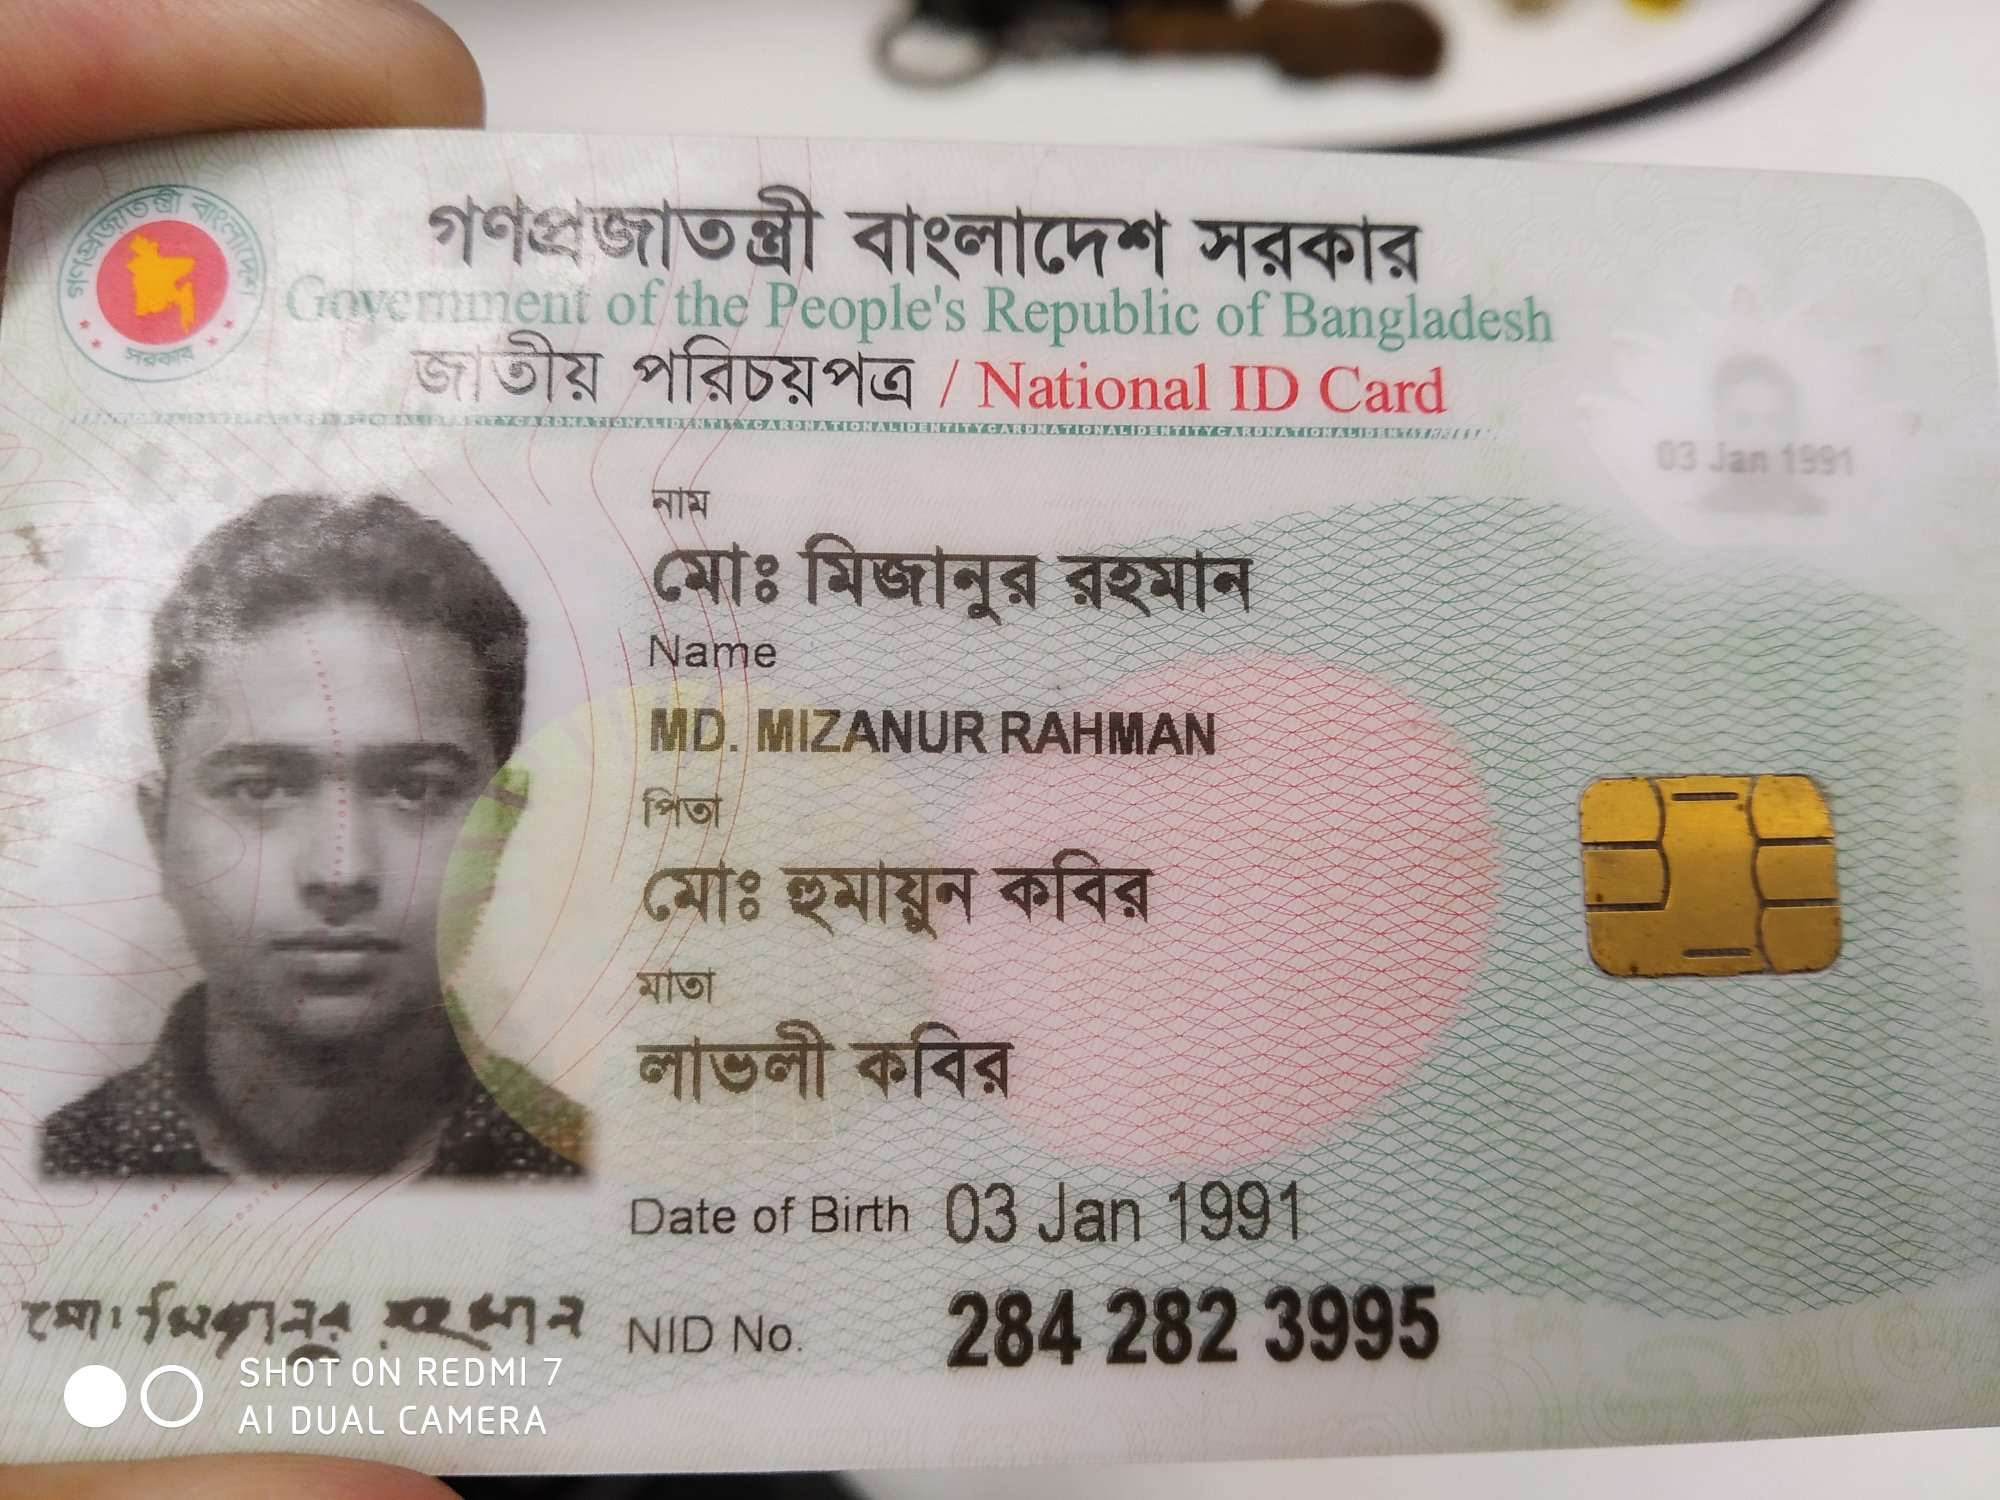 গণপ্রজাতন্ত্রী বাংলাদেশ সরকার
Government of the People's Republic of Bangladesh
জাতীয় পরিচয়পত্র / National ID Card
গণপ্রজাতন্ত্রী বাংলাদেশ
সরকার
03 Jan 1991
নাম
মোঃ মিজানুর রহমান
Name
MD. MIZANUR RAHMAN
পিতা
মোঃ হুমায়ুন কবির
মাতা
লাভলী কবির
Date of Birth 03 Jan 1991
মো: মিজানুর রহমান
NID No. 284 282 3995
SHOT ON REDMI 7
AI DUAL CAMERA